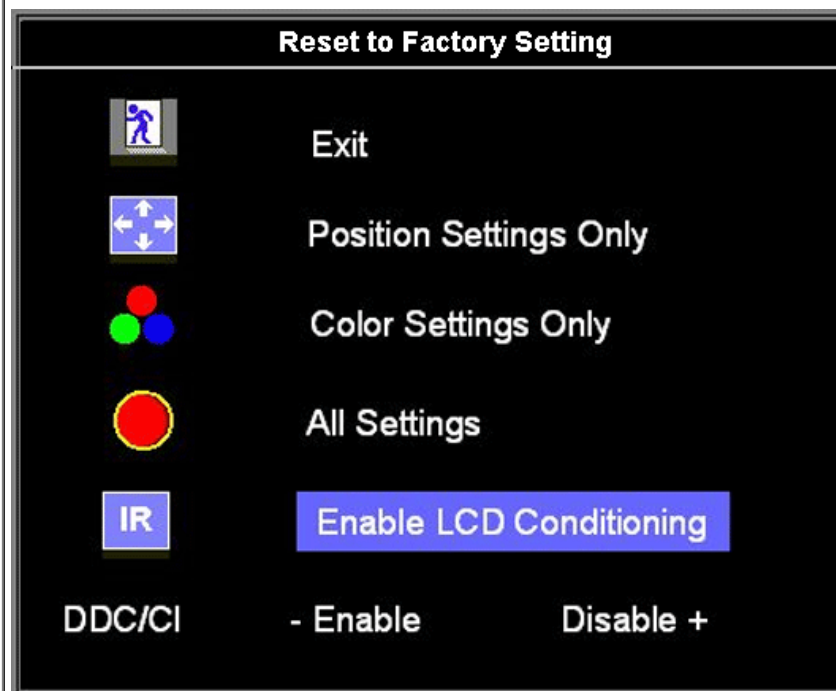 Reset to Factory Setting
Exit
Position Settings Only
Color Settings Only
All Settings
IR Enable LCD Conditioning
DDC/CI - Enable Disable +